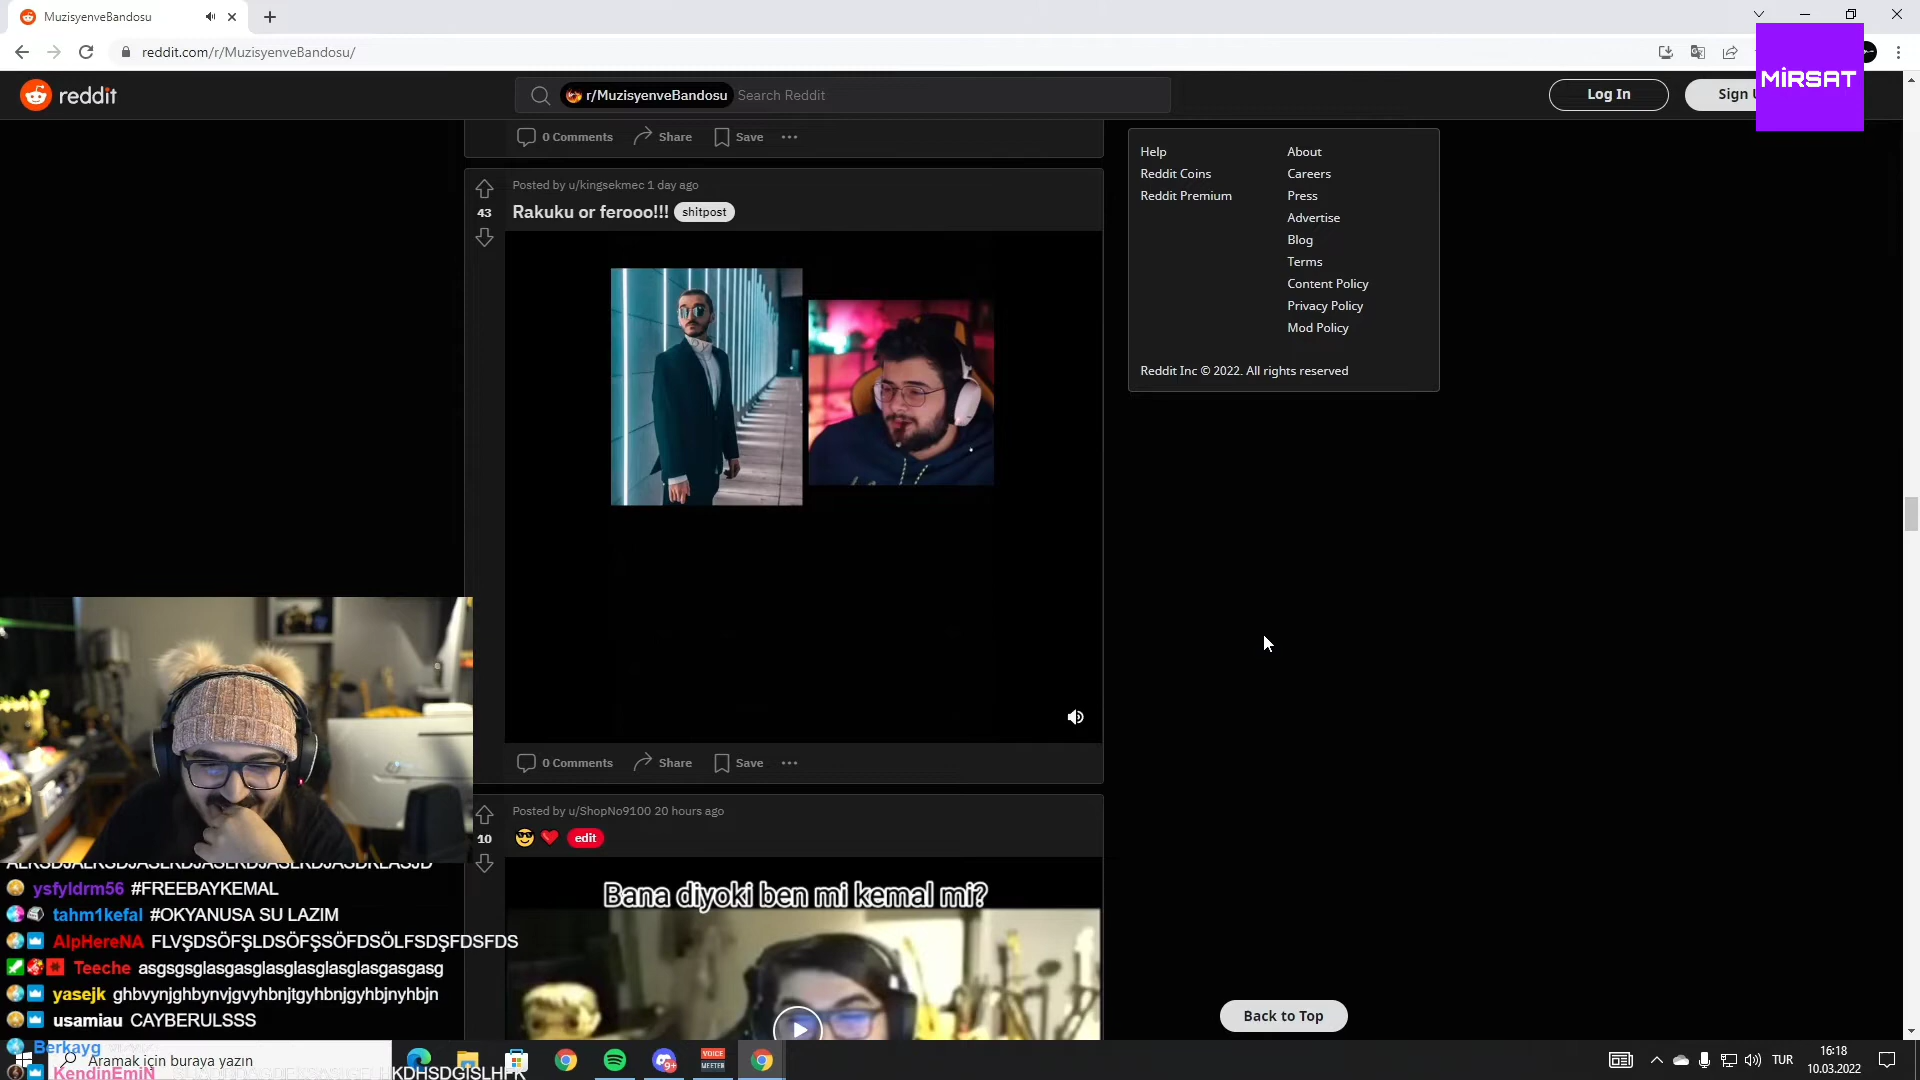 MuzisyenveBandosu
reddit.com/r/MuzisyenveBandosu/
reddit
r/MuzisyenveBandosu Search Reddit
Log In
Sign
MİRSAT
0 Comments Share Save
Help
Reddit Coins
Reddit Premium
About
Careers
Press
Advertise
Blog
Terms
Content Policy
Privacy Policy
Mod Policy
Reddit Inc © 2022. All rights reserved
Posted by u/kingsekmec 1 day ago
43
Rakuku or ferooo!!! shitpost
0 Comments Share Save
Posted by u/ShopNo9100 20 hours ago
10
edit
Bana diyoki ben mi kemal mi?
ysfyldrm56 #FREEBAYKEMAL
tahm1kefal #OKYANUSA SU LAZIM
AlpHereNA FLVŞDSÖFŞLDSÖFŞSÖFDSÖLFSDŞFDSFDS
Teeche asgsgsglasgasglasglasglasglasgasgasg
yasejk ghbvynjghbynvjgvyhbnjtgyhbnjgyhbjnyhbjn
usamiau CAYBERULSSS
Berkayg
KendinEmiN
Back to Top
Aramak için buraya yazın
9+
VOICE
MEETER
TUR
16:18
10.03.2022